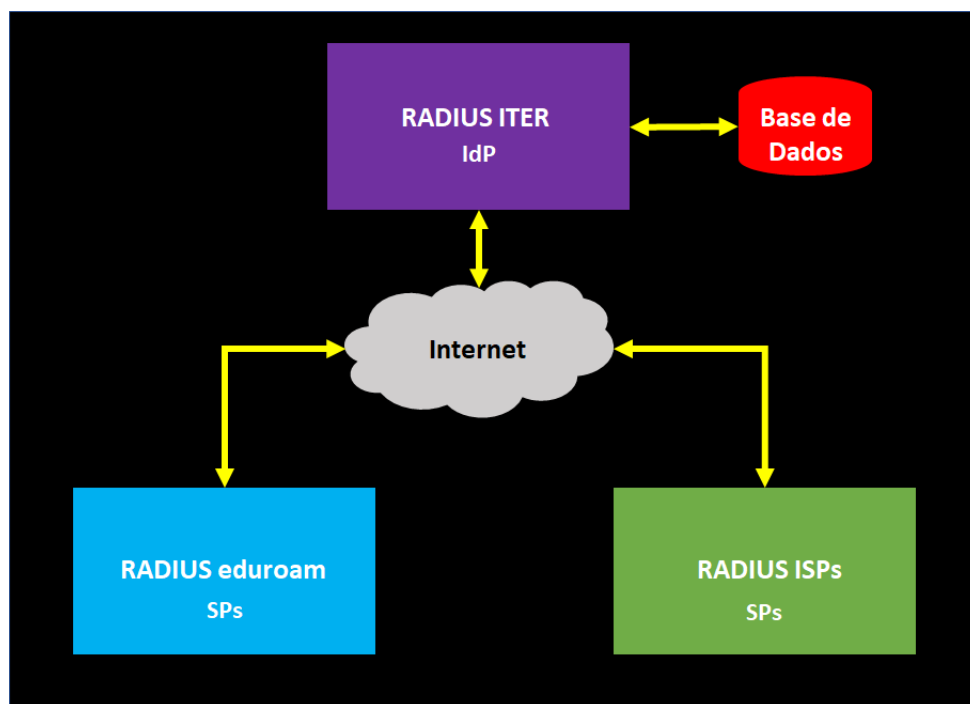 RADIUS ITER
IdP
Base de
Dados
Internet
RADIUS eduroam
SPs
RADIUS ISPs
SPs